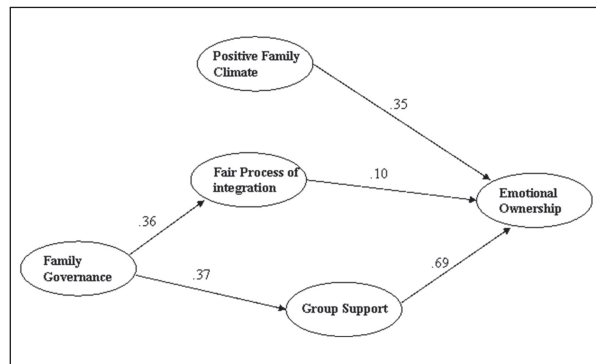 Positive Family
Climate
.35
Fair Process of
integration
.10
Emotional
Ownership
.36
Family
Governance
.37
.69
Group Support